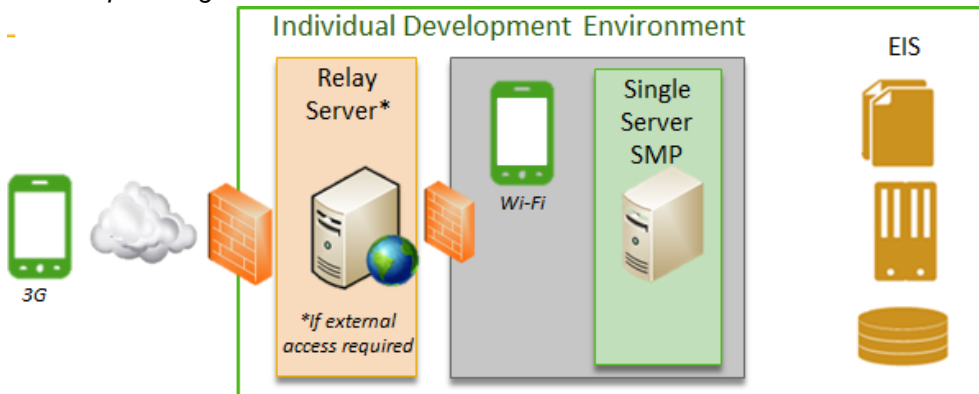 Individual Development Environment
EIS
Relay
Server*
Single
Server
SMP
Wi-Fi
3G
*If external
access required